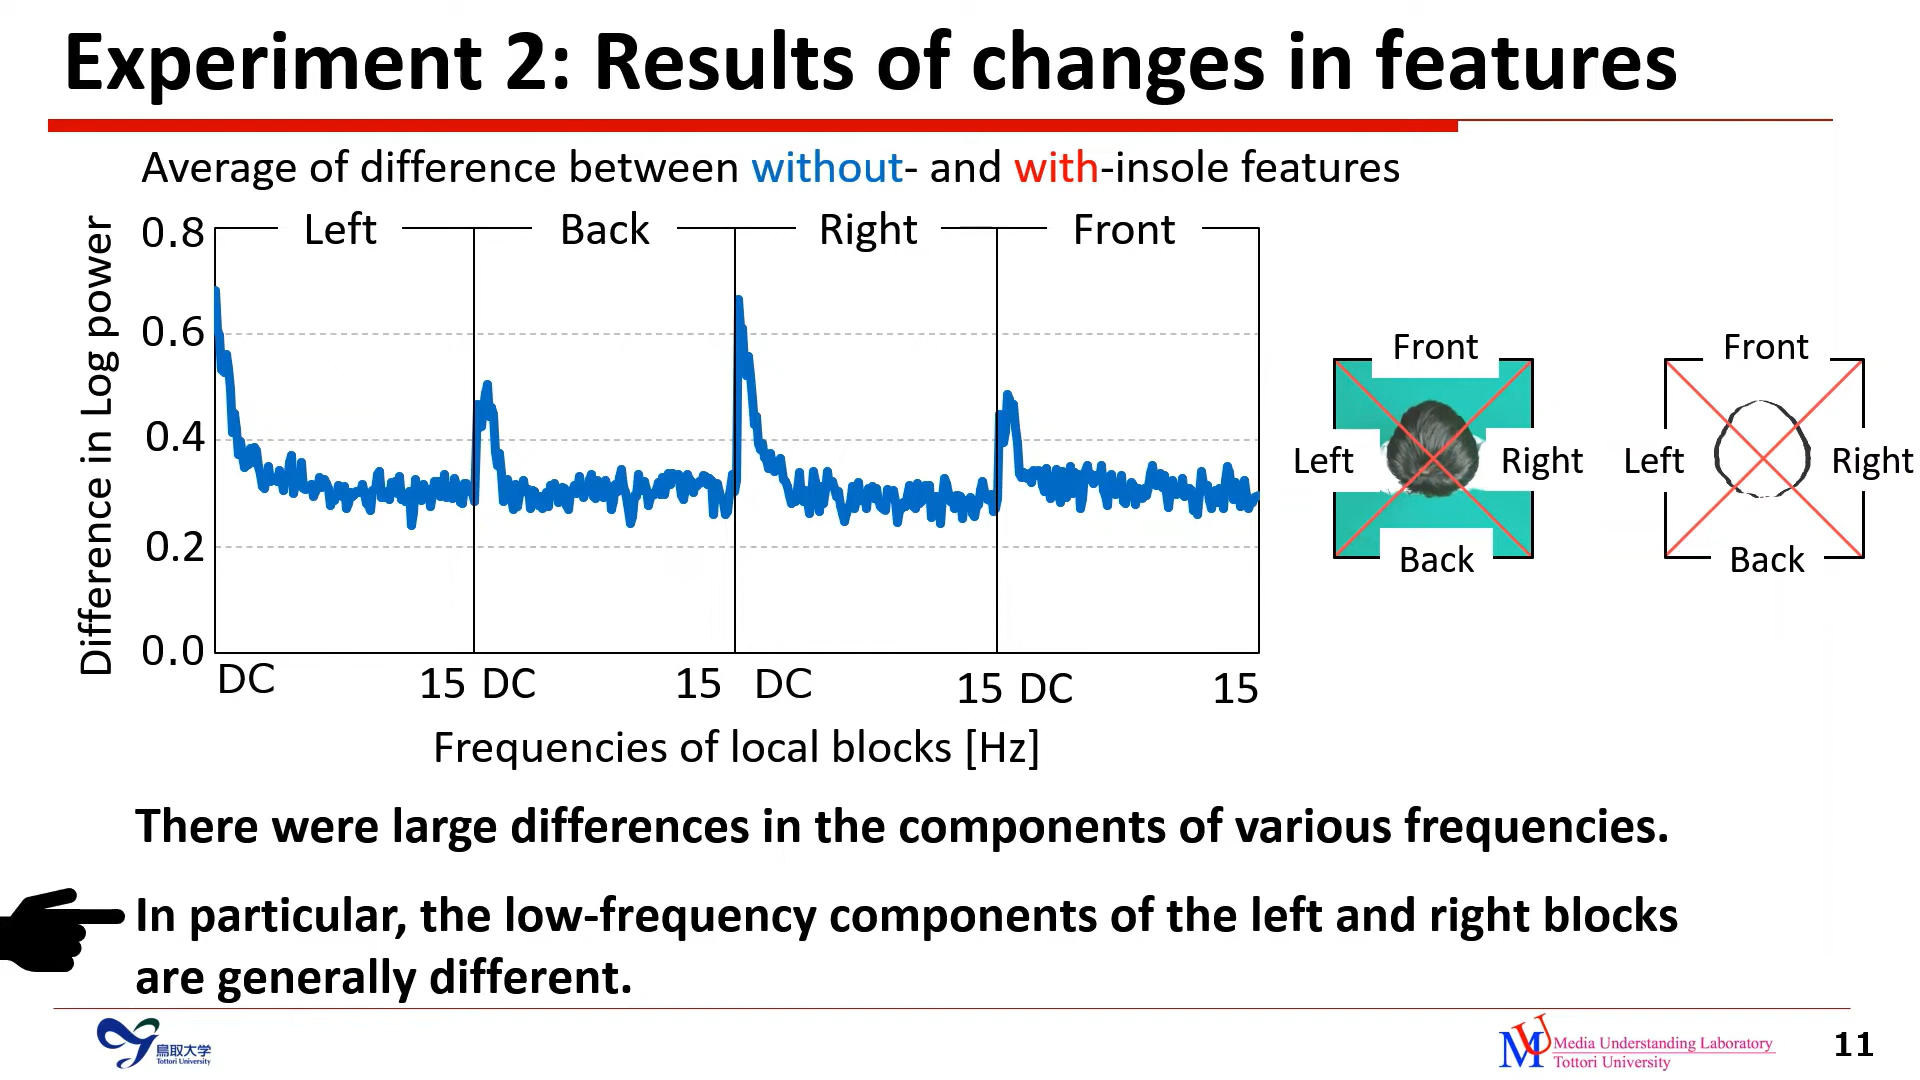 Experiment 2: Results of changes in features
Average of difference between without- and with-insole features
Difference in Log power
0.8
0.6
0.4
0.2
0.0
Left
Back
Right
Front
DC
15
DC
15
DC
15
DC
15
Frequencies of local blocks [Hz]
Front
Left
Right
Back
Front
Left
Right
Back
There were large differences in the components of various frequencies.
In particular, the low-frequency components of the left and right blocks
are generally different.
鳥取大学
Tottori University
MU
Media Understanding Laboratory
Tottori University
11